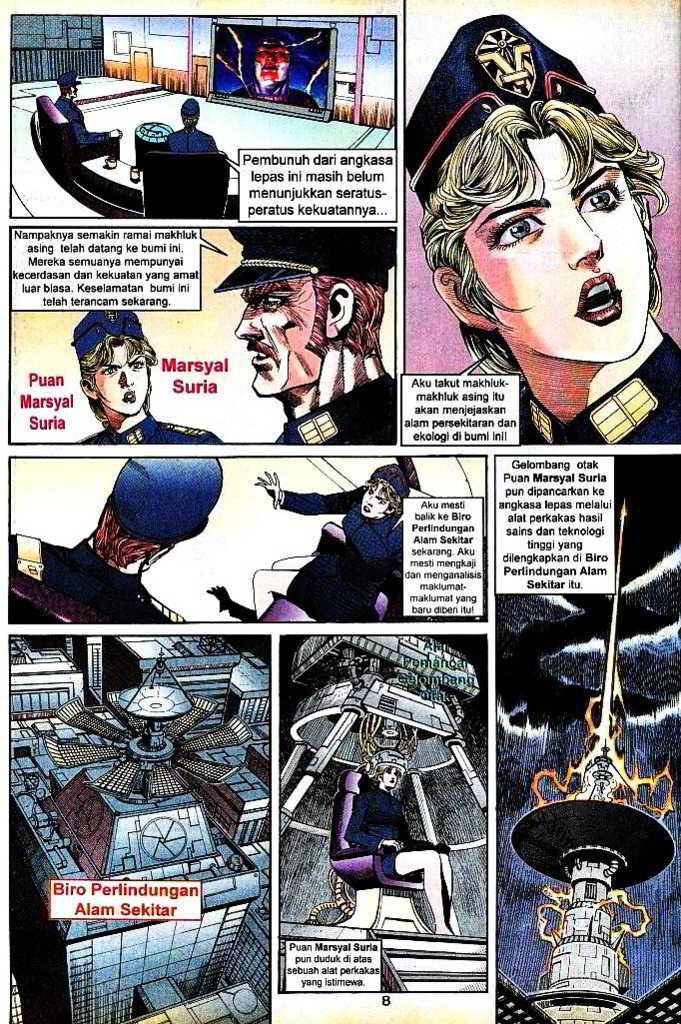 Pembunuh dari angkasa
lepas ini masih belum
menunjukkan seratus-
peratus kekuatannya...
Nampaknya semakin ramai makhluk
asing telah datang ke bumi ini.
Mereka semuanya mempunyai
kecerdasan dan kekuatan yang amat
luar biasa. Keselamatan bumi ini
telah terancam sekarang.
Puan
Marsyal
Suria
Marsyal
Suria
Aku takut makhluk-
makhluk asing itu
akan menjejaskan
alam persekitaran dan
ekologi di bumi ini!
Aku mesti
balik ke Biro
Perlindungan
Alam Sekitar
sekarang. Aku
mesti mengkaji
dan menganalisis
maklumat-
maklumat yang
baru diberi itu!
Gelombang otak
Puan Marsyal Suria
pun dipancarkan ke
angkasa lepas melalui
alat perkakas hasil
sains dan teknologi
tinggi yang
dilengkapkan di Biro
Perlindungan Alam
Sekitar itu.
Biro Perlindungan
Alam Sekitar
Alat
Pemancar
Gelombang
Otak
Puan Marsyal Suria
pun duduk di atas
sebuah alat perkakas
yang istimewa.
8